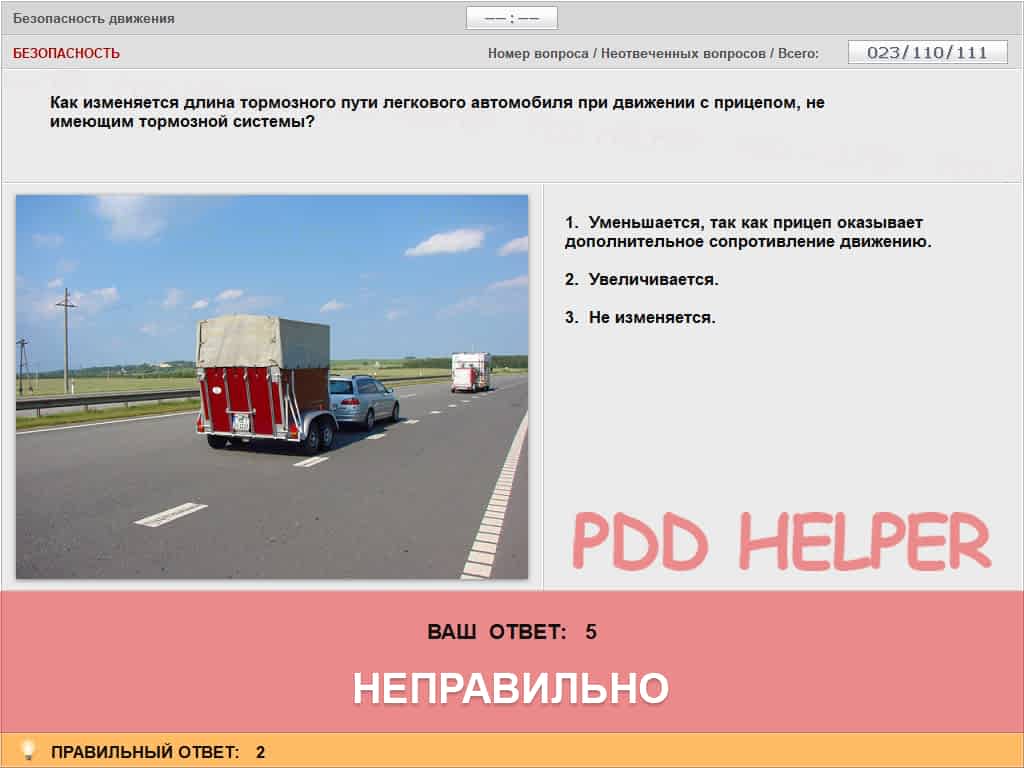 Безопасность движения
––:––
БЕЗОПАСНОСТЬ
Номер вопроса / Неотвеченных вопросов / Всего:
023/110/111
Как изменяется длина тормозного пути легкового автомобиля при движении с прицепом, не
имеющим тормозной системы?
1. Уменьшается, так как прицеп оказывает
дополнительное сопротивление движению.
2. Увеличивается.
3. Не изменяется.
PDD HELPER
ВАШ ОТВЕТ: 5
НЕПРАВИЛЬНО
ПРАВИЛЬНЫЙ ОТВЕТ: 2